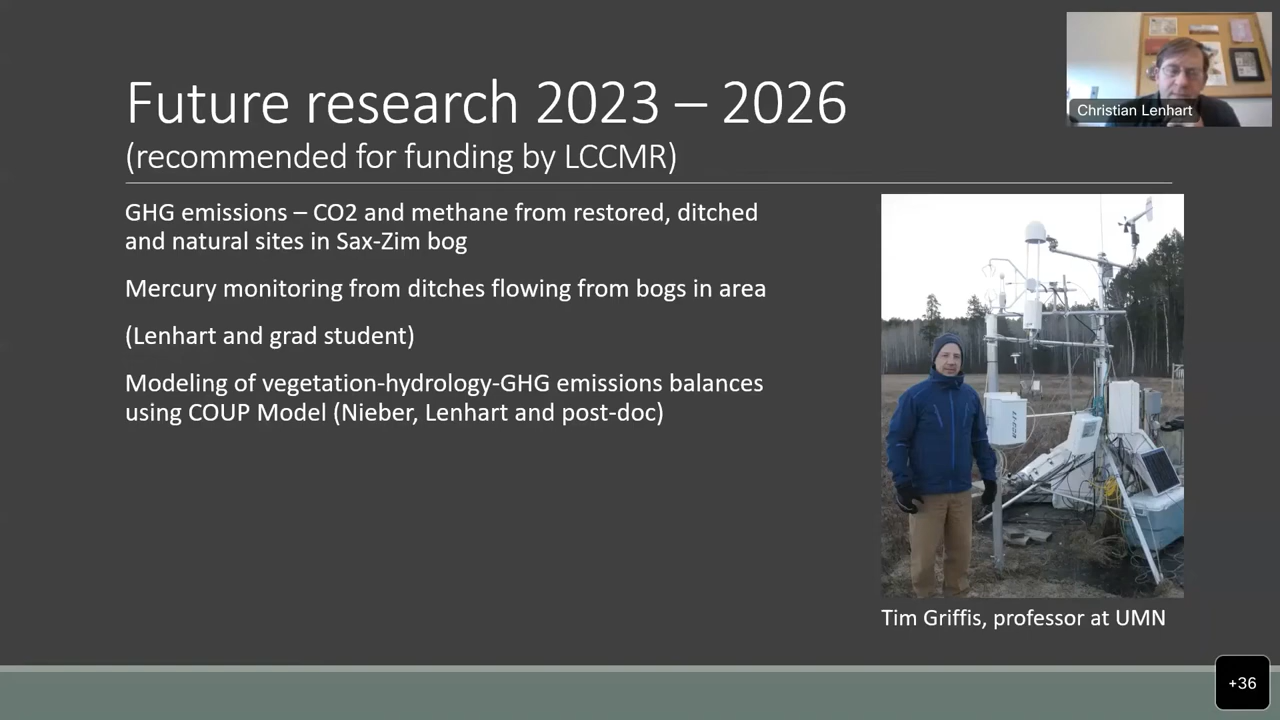 Future research 2023 – 2026
(recommended for funding by LCCMR)
Christian Lenhart
GHG emissions – CO2 and methane from restored, ditched
and natural sites in Sax-Zim bog
Mercury monitoring from ditches flowing from bogs in area
(Lenhart and grad student)
Modeling of vegetation-hydrology-GHG emissions balances
using COUP Model (Nieber, Lenhart and post-doc)
LI-COR
Tim Griffis, professor at UMN
+36